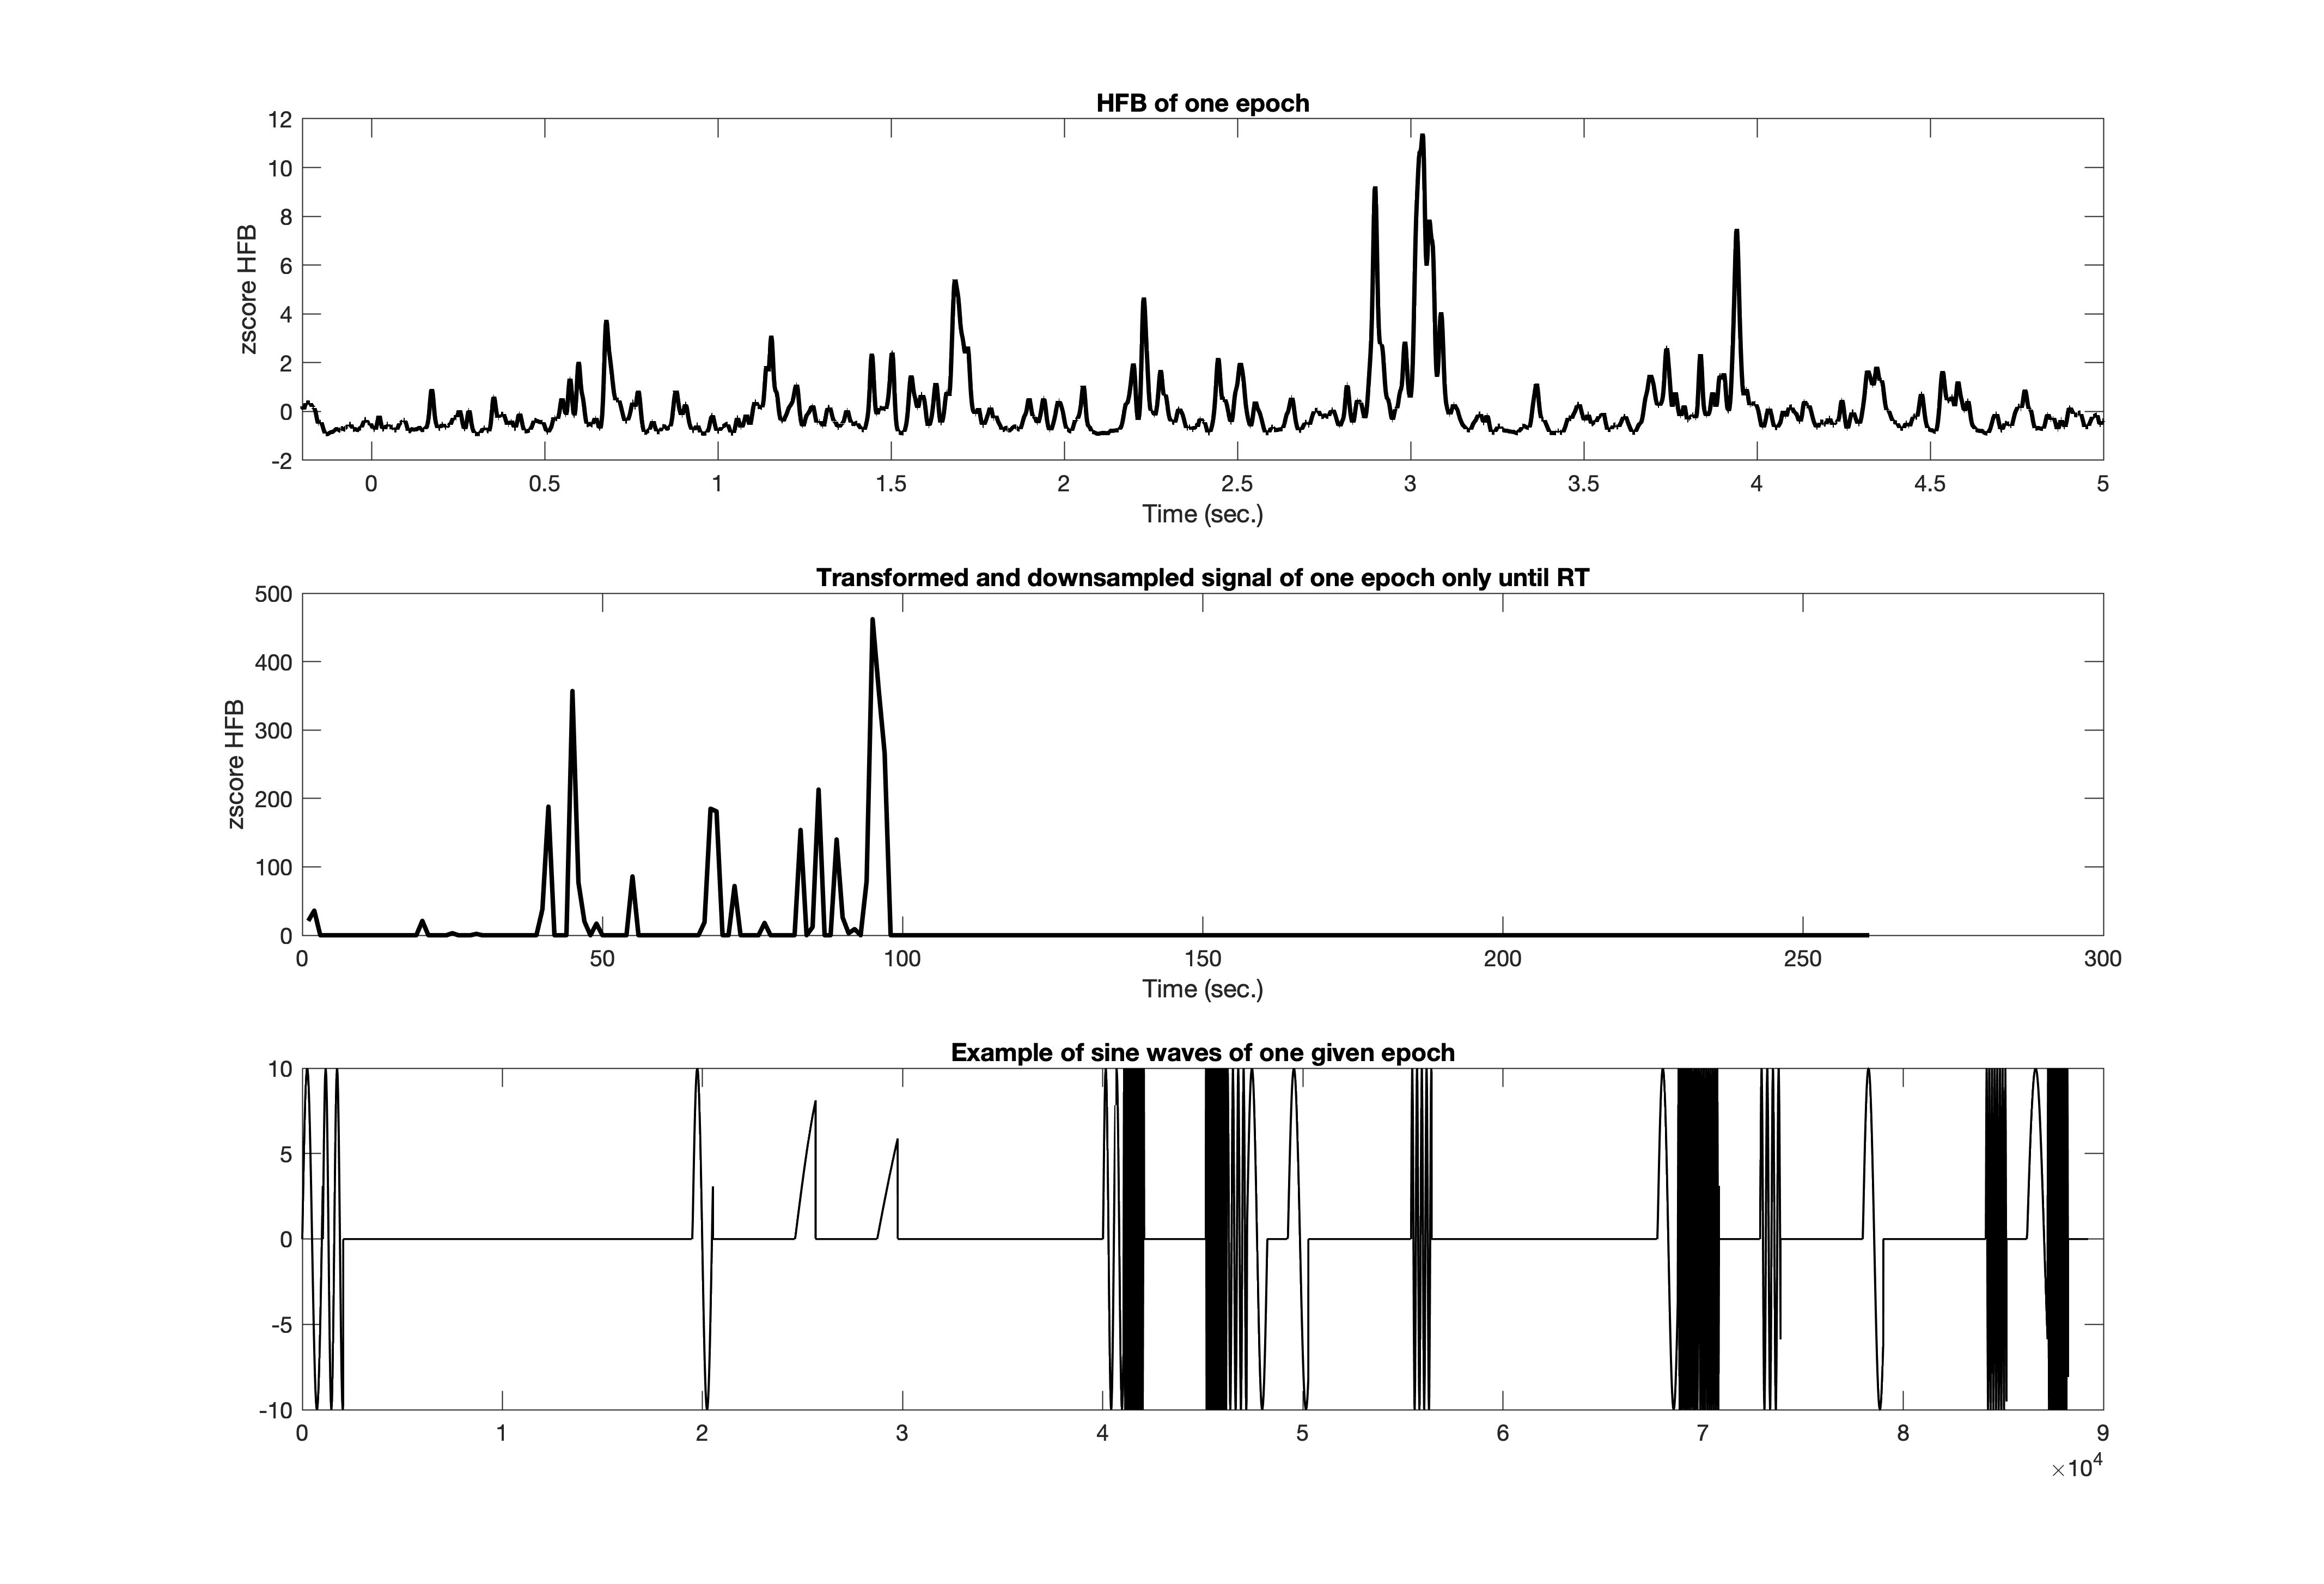 HFB of one epoch
12
10
8
6
4
2
0
-2
zscore HFB
0 0.5 1 1.5 2 2.5 3 3.5 4 4.5 5
Time (sec.)
Transformed and downsampled signal of one epoch only until RT
500
400
300
200
100
0
zscore HFB
0 50 100 150 200 250 300
Time (sec.)
Example of sine waves of one given epoch
10
5
0
-5
-10
0 1 2 3 4 5 6 7 8 9
×10⁴